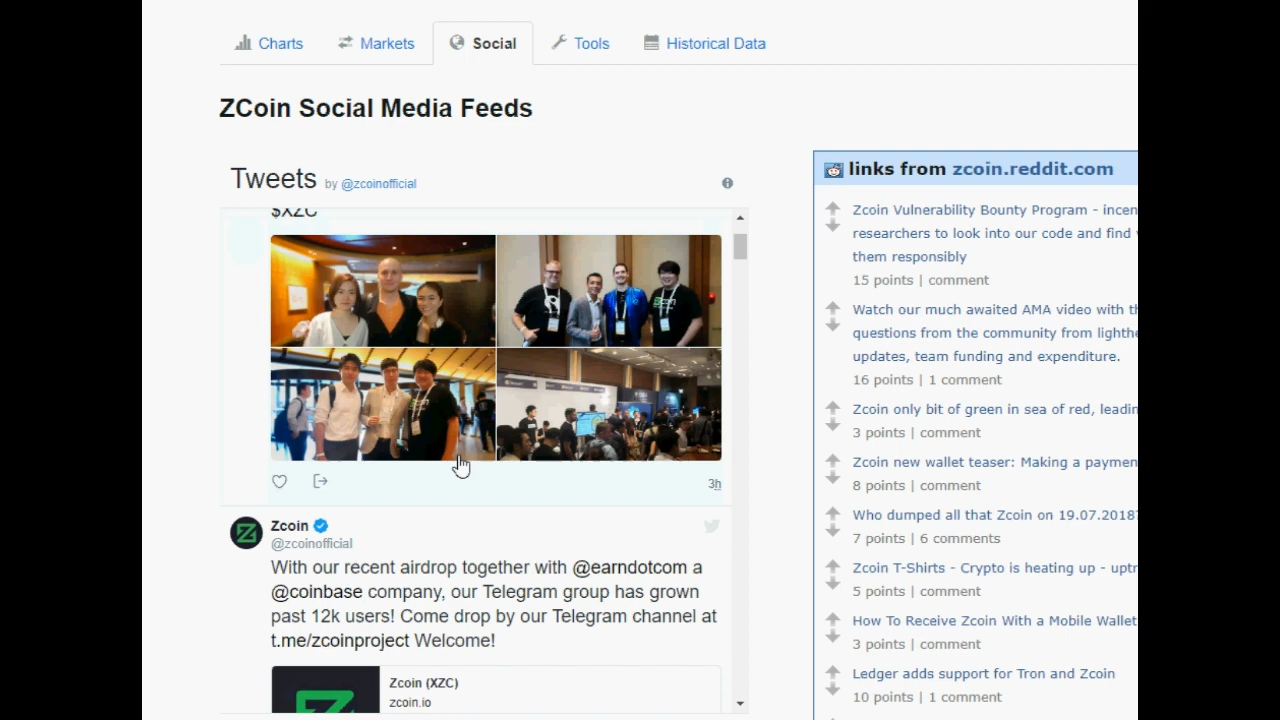 Charts
Markets
Social
Tools
Historical Data
ZCoin Social Media Feeds
Tweets by @zcoinofficial
$XZC
3h
Zcoin
@zcoinofficial
With our recent airdrop together with @earndotcom a
@coinbase company, our Telegram group has grown
past 12k users! Come drop by our Telegram channel at
t.me/zcoinproject Welcome!
Zcoin (XZC)
zcoin.io
links from zcoin.reddit.com
Zcoin Vulnerability Bounty Program - incen
researchers to look into our code and find
them responsibly
15 points | comment
Watch our much awaited AMA video with th
questions from the community from lighthe
updates, team funding and expenditure.
16 points | 1 comment
Zcoin only bit of green in sea of red, leadin
3 points | comment
Zcoin new wallet teaser: Making a paymen
8 points | comment
Who dumped all that Zcoin on 19.07.2018?
7 points | 6 comments
Zcoin T-Shirts - Crypto is heating up - uptr
5 points | comment
How To Receive Zcoin With a Mobile Wallet
3 points | comment
Ledger adds support for Tron and Zcoin
10 points | 1 comment